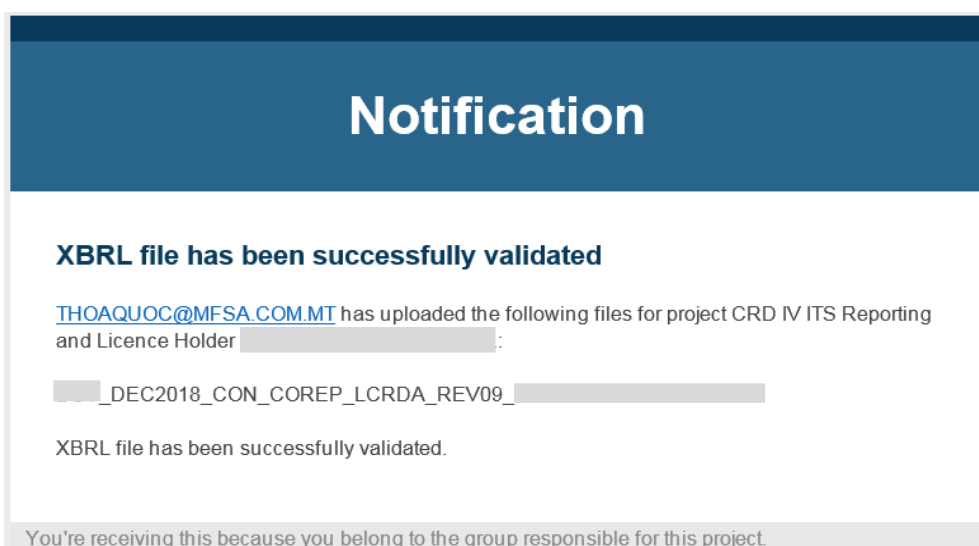 Notification
XBRL file has been successfully validated
THOAQUOC@MFSA.COM.MT has uploaded the following files for project CRD IV ITS Reporting
and Licence Holder :
_DEC2018_CON_COREP_LCRDA_REV09_
XBRL file has been successfully validated.
You're receiving this because you belong to the group responsible for this project.